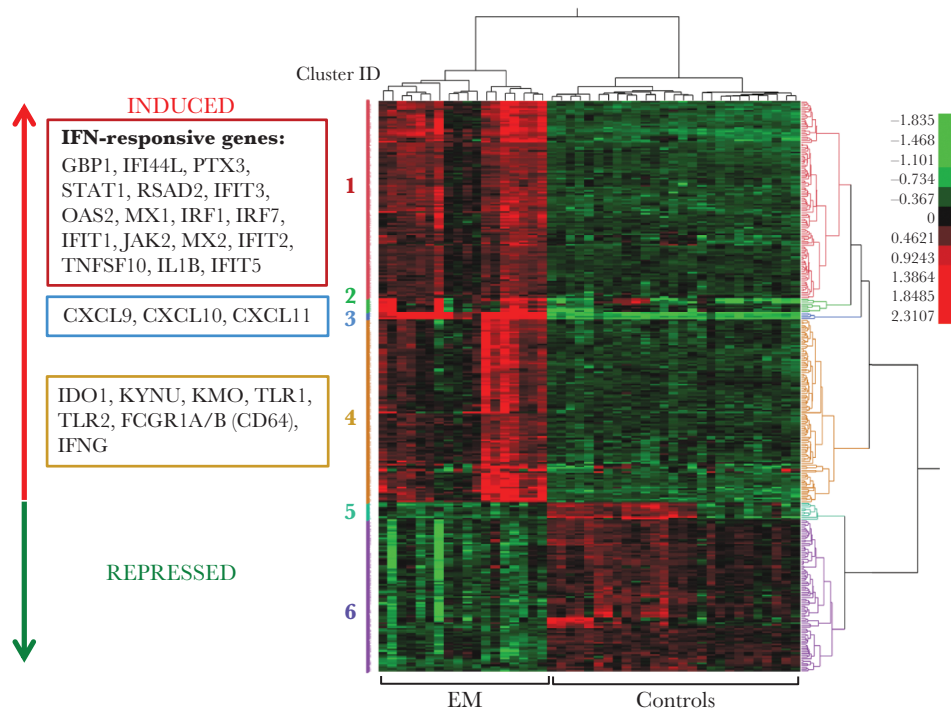 Cluster ID
INDUCED
IFN-responsive genes:
GBP1, IFI44L, PTX3,
STAT1, RSAD2, IFIT3,
OAS2, MX1, IRF1, IRF7,
IFIT1, JAK2, MX2, IFIT2,
TNFSF10, IL1B, IFIT5
CXCL9, CXCL10, CXCL11
IDO1, KYNU, KMO, TLR1,
TLR2, FCGR1A/B (CD64),
IFNG
REPRESSED
1
2
3
4
5
6
−1.835
−1.468
−1.101
−0.734
−0.367
0
0.4621
0.9243
1.3864
1.8485
2.3107
EM
Controls